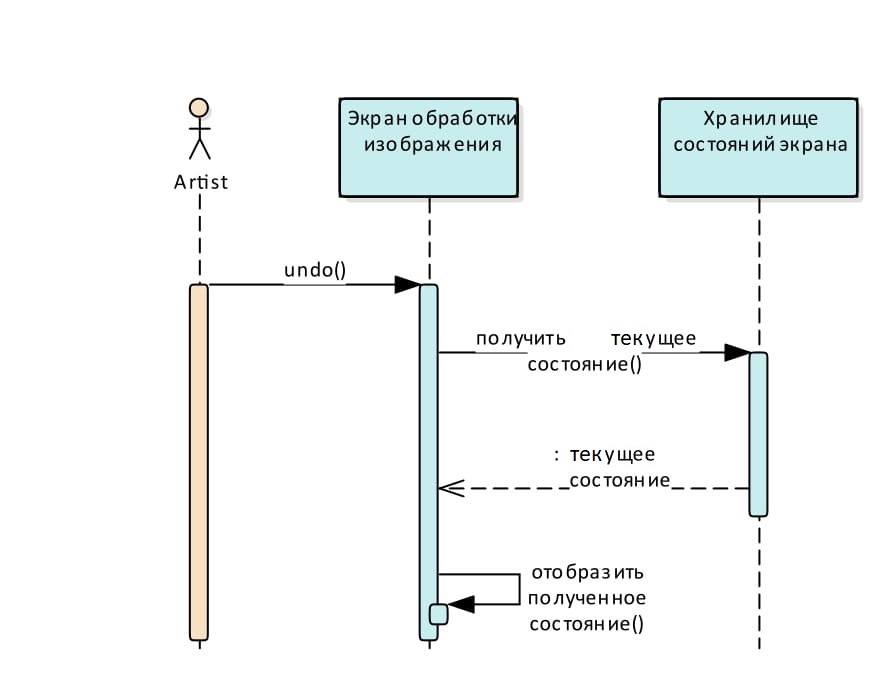 Экран обработки
изображения
Хранилище
состояний экрана
Artist
undo()
получить текущее
состояние()
: текущее
состояние
отобразить
полученное
состояние()